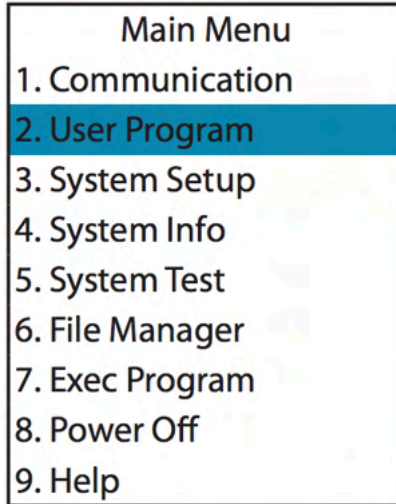 Main Menu
1. Communication
2. User Program
3. System Setup
4. System Info
5. System Test
6. File Manager
7. Exec Program
8. Power Off
9. Help